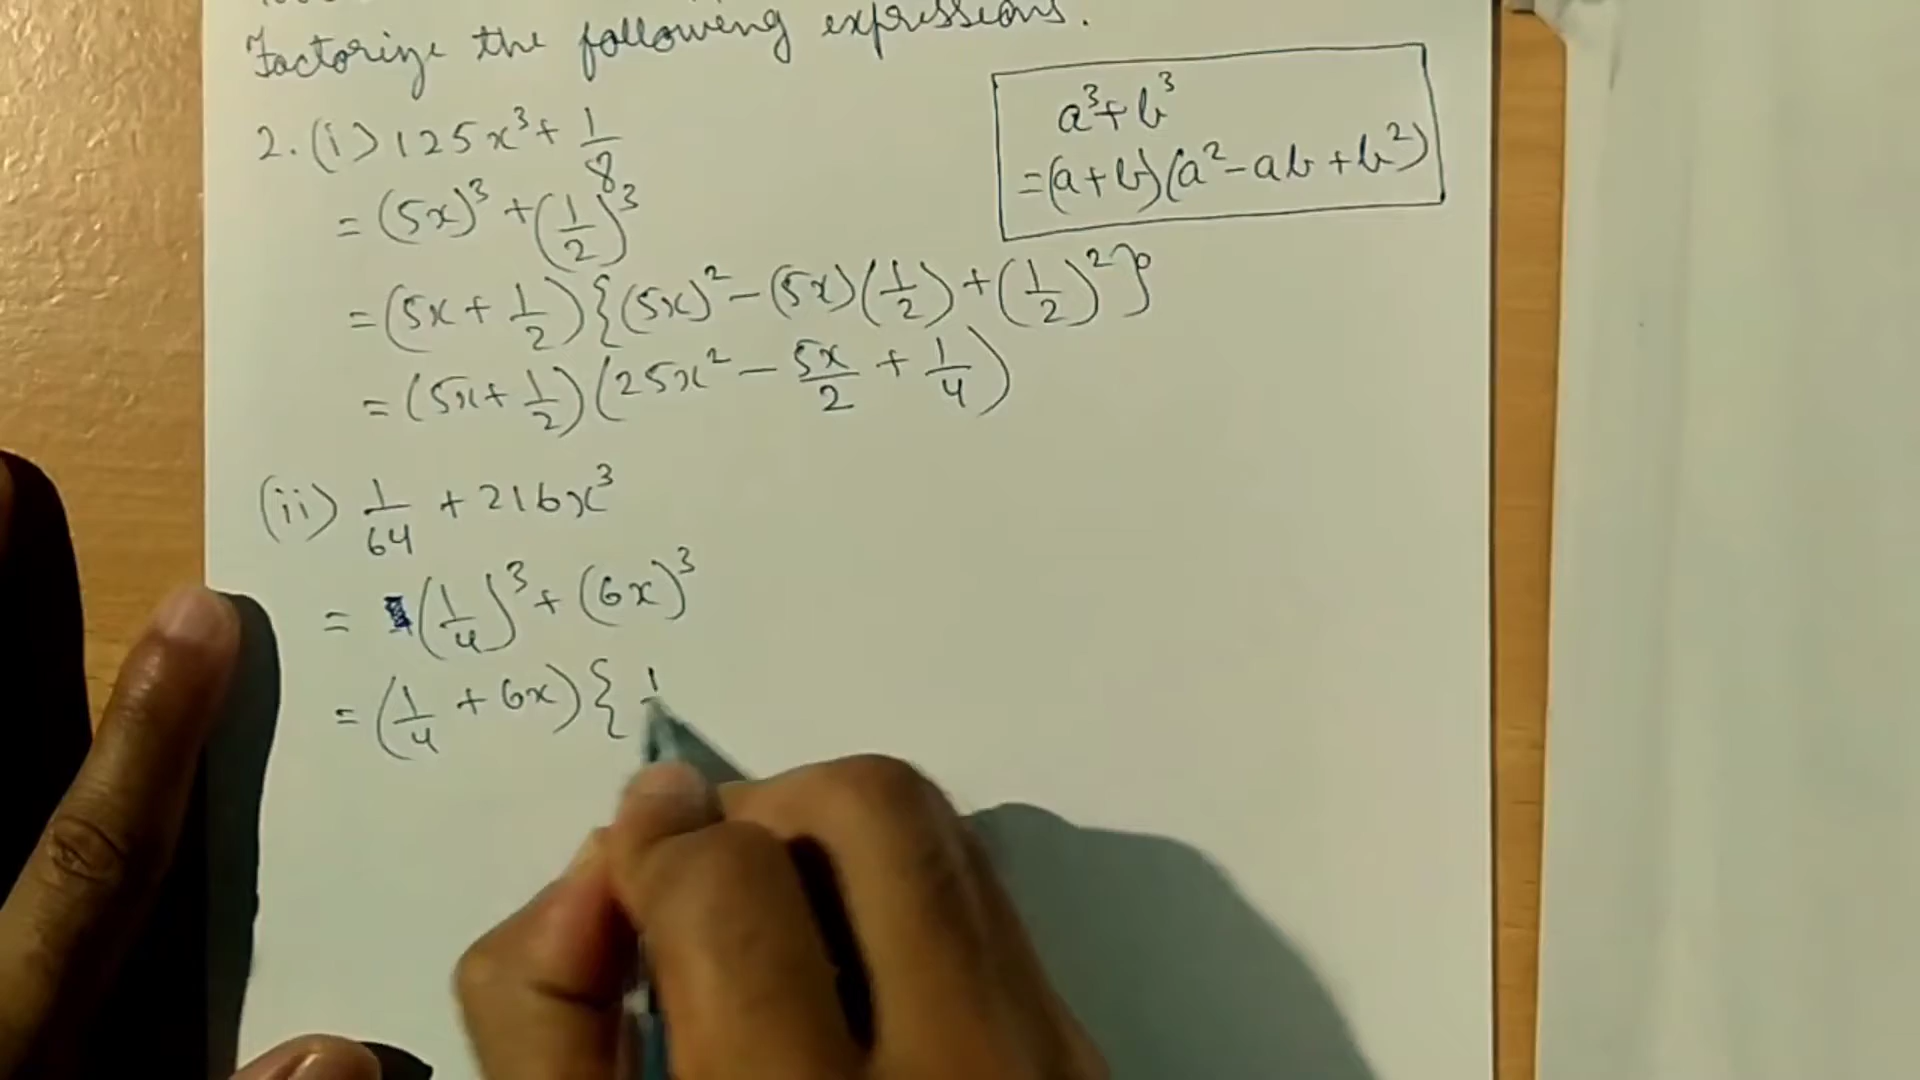 Factorize the following expressions.
a³+b³
=(a+b)(a²-ab+b²)
2. (i) 125x³ + 1/8
= (5x)³ + (1/2)³
= (5x + 1/2) {(5x)² - (5x)(1/2) + (1/2)²}
= (5x + 1/2) (25x² - 5x/2 + 1/4)
(ii) 1/64 + 216x³
= (1/4)³ + (6x)³
= (1/4 + 6x) { 1